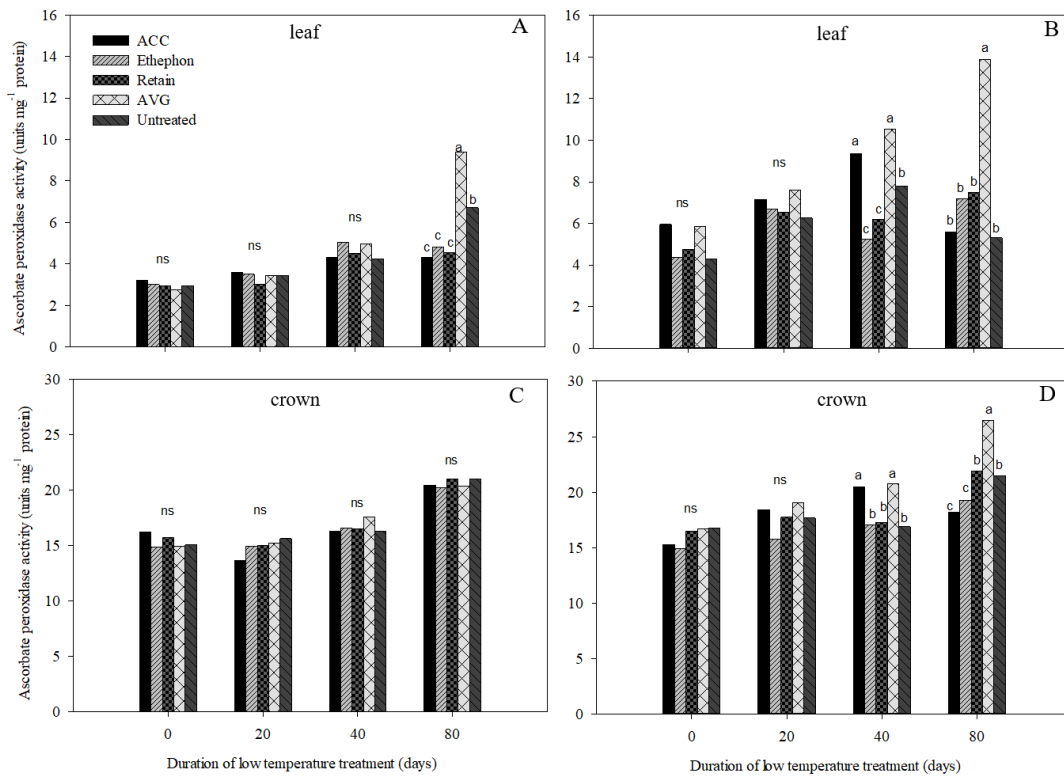 A
leaf
16
14
12
10
8
6
4
2
0
Ascorbate peroxidase activity (units mg⁻¹ protein)
ACC
Ethephon
Retain
AVG
Untreated
ns
ns
ns
c
c
c
a
b
B
leaf
16
14
12
10
8
6
4
2
0
ns
ns
a
c
c
a
b
b
b
b
a
b
C
crown
30
25
20
15
10
5
0
Ascorbate peroxidase activity (units mg⁻¹ protein)
ns
ns
ns
ns
0
20
40
80
Duration of low temperature treatment (days)
D
crown
30
25
20
15
10
5
0
ns
ns
a
b
b
a
b
c
c
b
a
b
0
20
40
80
Duration of low temperature treatment (days)